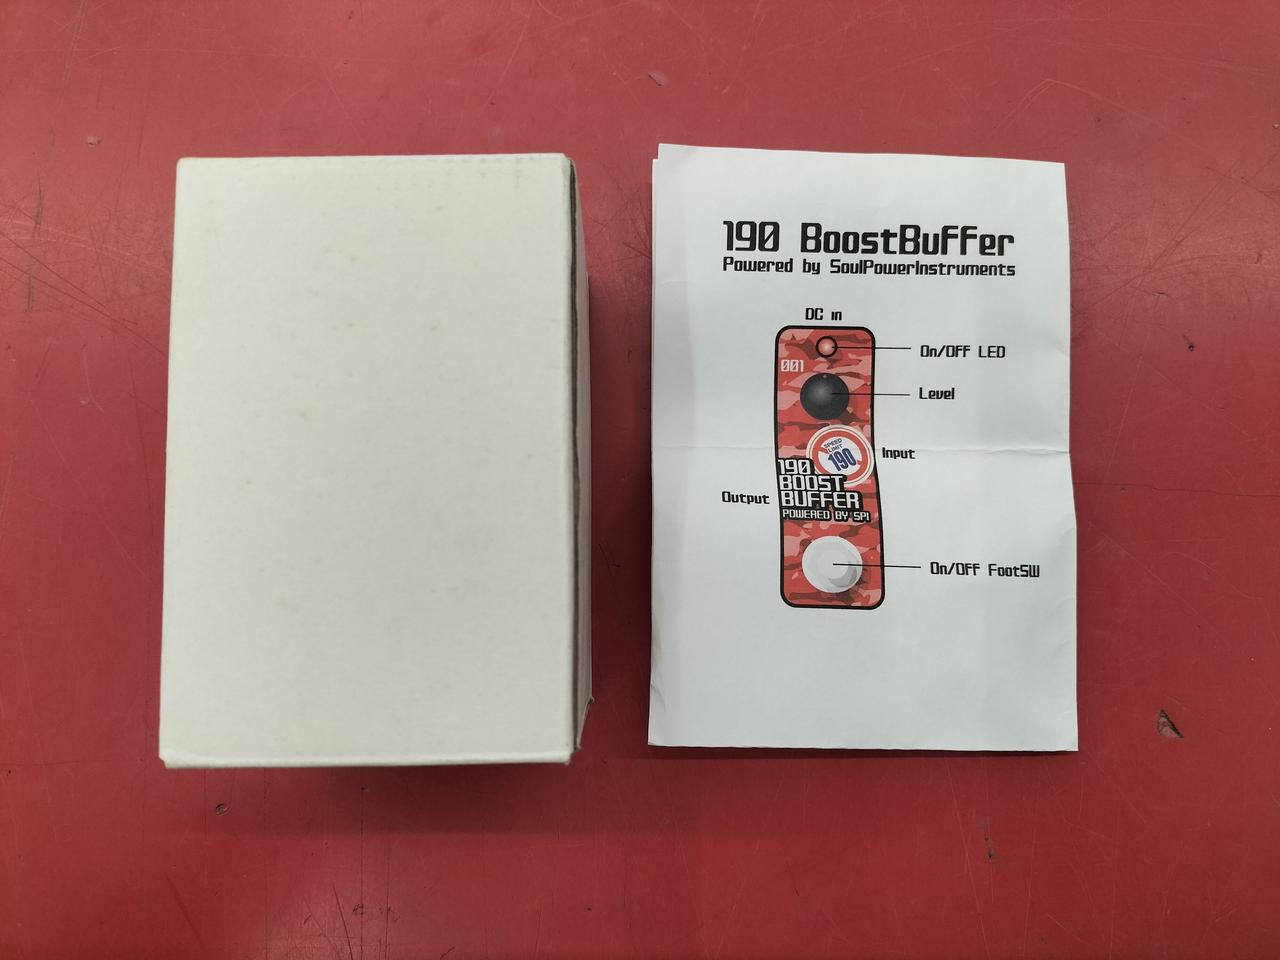 190 BoostBuffer
Powered by SoulPowerInstruments
DC in
On/Off LED
001
Level
SPEED
LIMIT
190
Input
190
BOOST
BUFFER
Output
POWERED BY SPI
On/Off FootSW